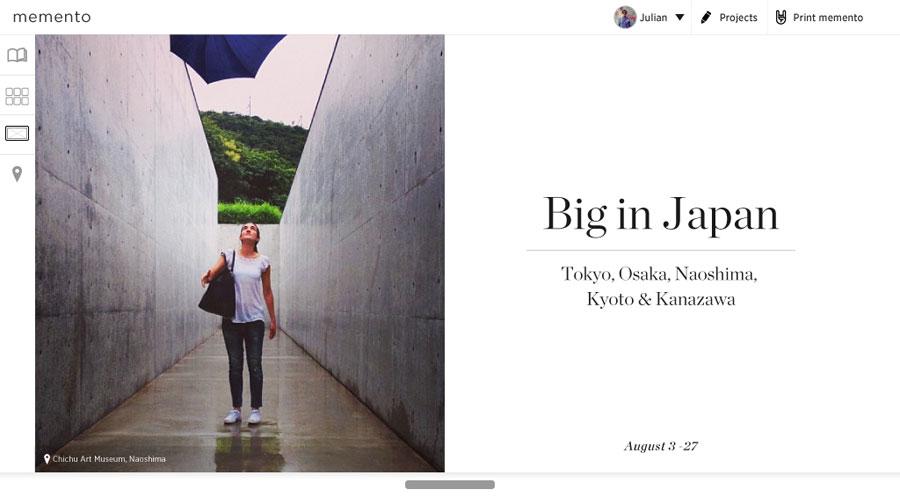 memento
Julian
Projects
Print memento
Big in Japan
Tokyo, Osaka, Naoshima,
Kyoto & Kanazawa
August 3 -27
Chichu Art Museum, Naoshima